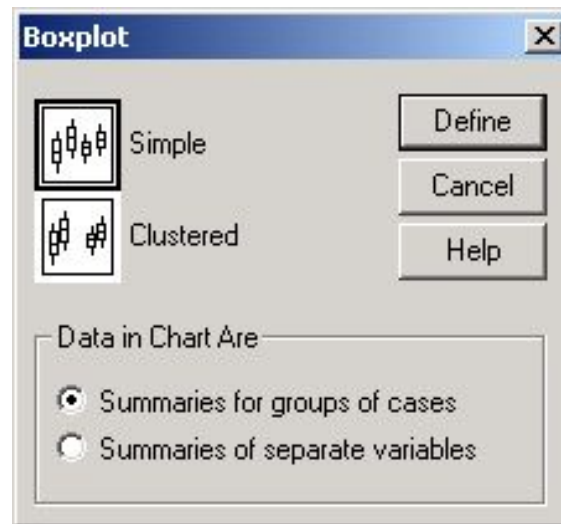 Boxplot
Simple
Clustered
Define
Cancel
Help
Data in Chart Are
Summaries for groups of cases
Summaries of separate variables